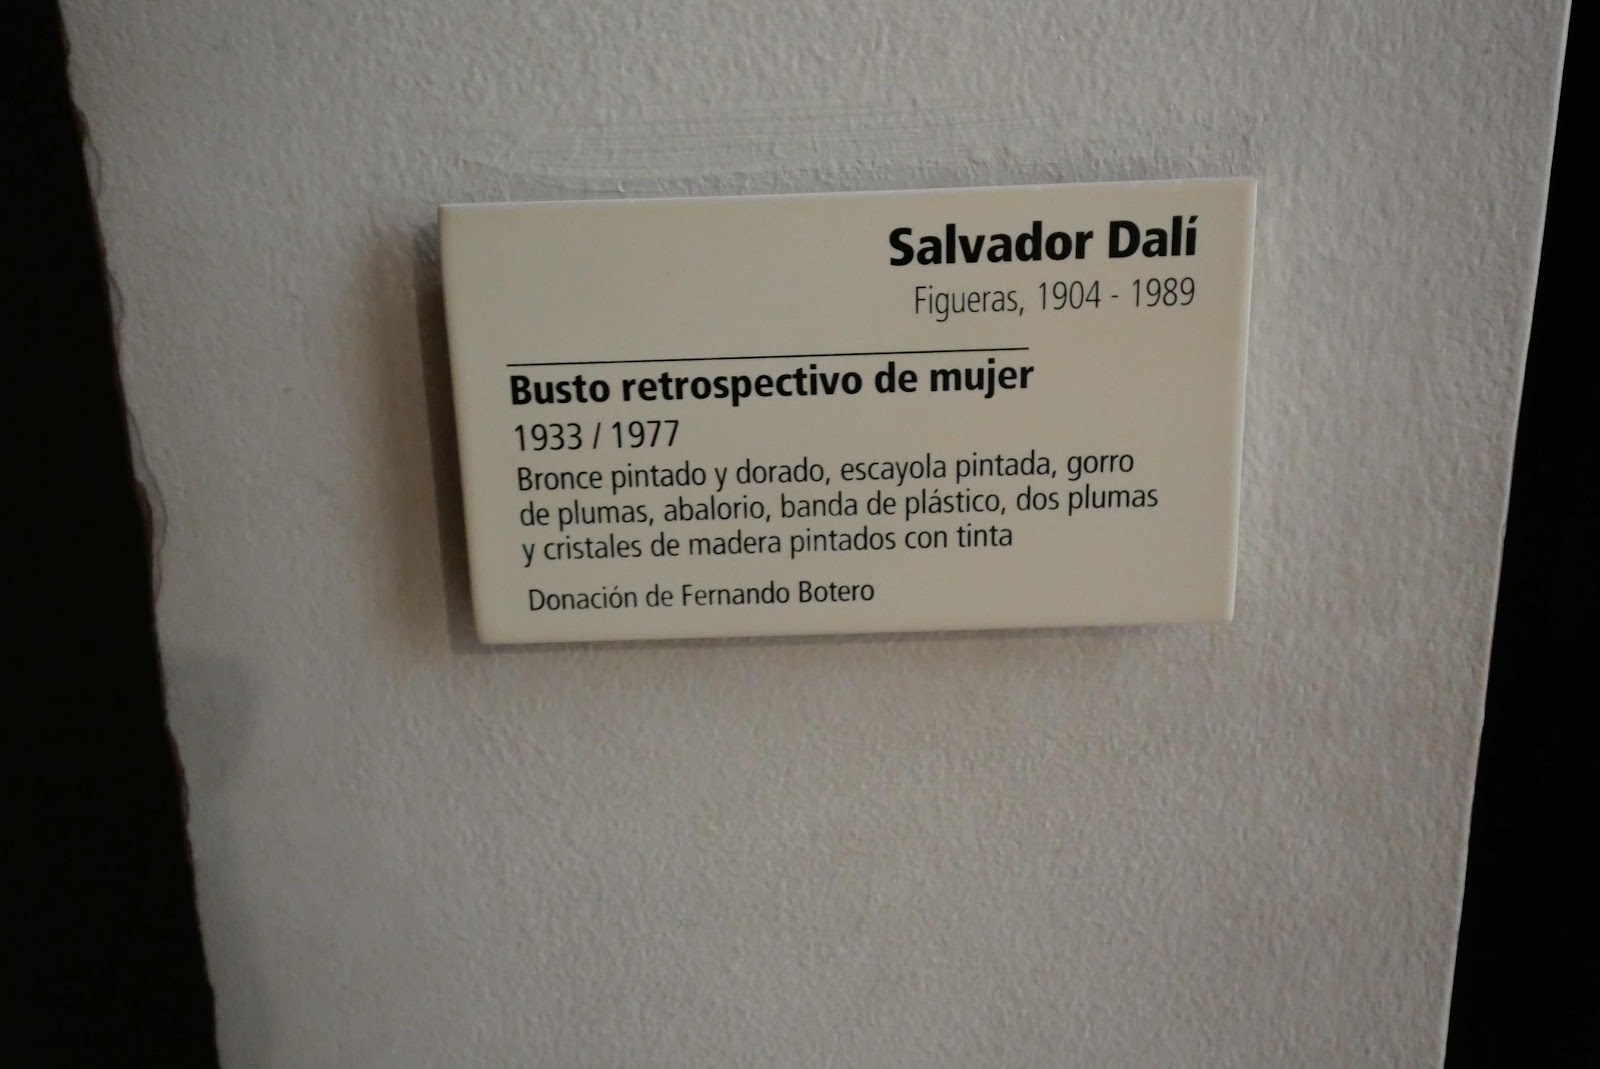 Salvador Dalí
Figueras, 1904 - 1989
Busto retrospectivo de mujer
1933 / 1977
Bronce pintado y dorado, escayola pintada, gorro
de plumas, abalorio, banda de plástico, dos plumas
y cristales de madera pintados con tinta
Donación de Fernando Botero